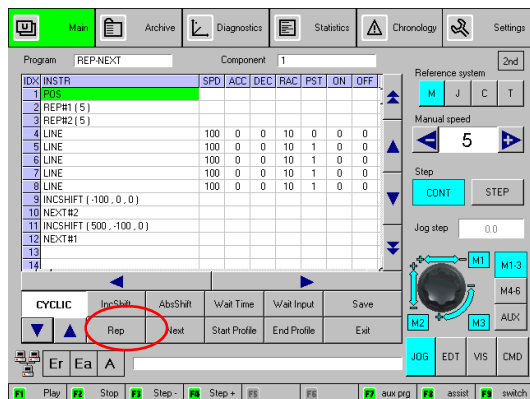 Main Archive Diagnostics Statistics Chronology Settings
Program REP-NEXT Component 1 2nd
Reference system
M J C T
IDX INSTR SPD ACC DEC RAC PST ON OFF
1 POS
2 REP#1 ( 5 )
3 REP#2 ( 5 )
4 LINE 100 0 0 10 0 0 0
5 LINE 100 0 0 10 1 0 0
6 LINE 100 0 0 10 1 0 0
7 LINE 100 0 0 10 1 0 0
8 LINE 100 0 0 10 1 0 0
9 INCSHIFT ( -100 , 0 , 0 )
10 NEXT#2
11 INCSHIFT ( 500 , -100 , 0 )
12 NEXT#1
13
14
Manual speed
5
Step
CONT STEP
Jog step 0.0
M1 M1-3
M4-6
M2 M3 AUX
JOG EDT VIS CMD
CYCLIC IncShift AbsShift Wait Time Wait Input Save
Rep Next Start Profile End Profile Exit
Er Ea A
F1 Play F2 Stop F3 Step - F4 Step + F5 F6 F7 aux prg F8 assist F9 switch